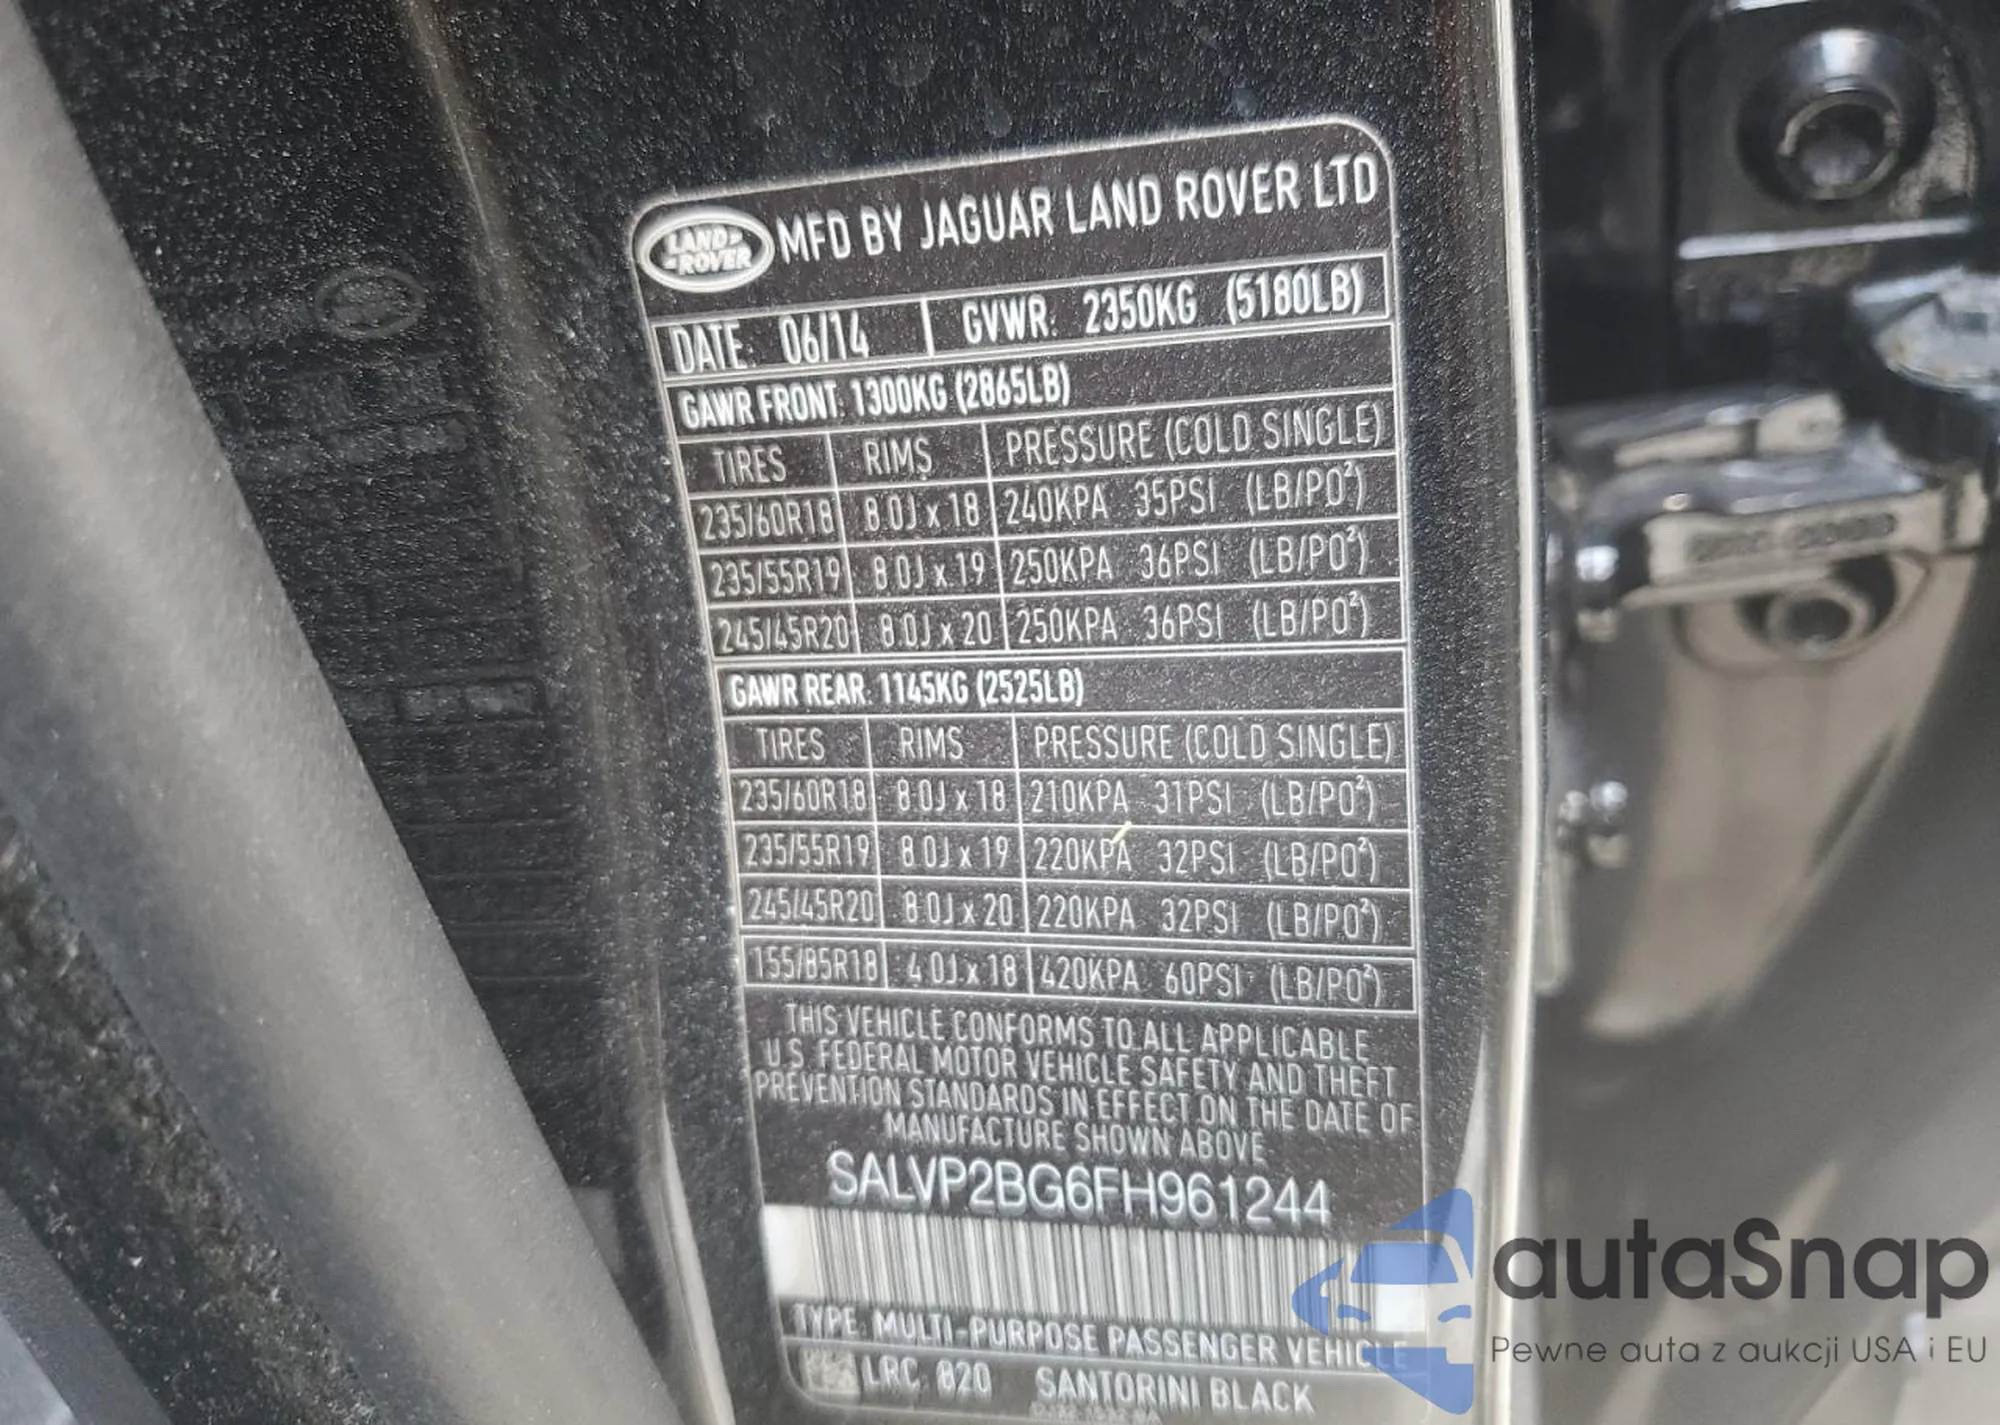 LAND ROVER MFD BY JAGUAR LAND ROVER LTD
DATE: 06/14 GVWR: 2350KG (5180LB)
GAWR FRONT: 1300KG (2865LB)
TIRES RIMS PRESSURE (COLD SINGLE)
235/60R18 8.0J x 18 240KPA 35PSI (LB/PO²)
235/55R19 8.0J x 19 250KPA 36PSI (LB/PO²)
245/45R20 8.0J x 20 250KPA 36PSI (LB/PO²)
GAWR REAR: 1145KG (2525LB)
TIRES RIMS PRESSURE (COLD SINGLE)
235/60R18 8.0J x 18 210KPA 31PSI (LB/PO²)
235/55R19 8.0J x 19 220KPA 32PSI (LB/PO²)
245/45R20 8.0J x 20 220KPA 32PSI (LB/PO²)
155/85R18 4.0J x 18 420KPA 60PSI (LB/PO²)
THIS VEHICLE CONFORMS TO ALL APPLICABLE
U.S. FEDERAL MOTOR VEHICLE SAFETY AND THEFT
PREVENTION STANDARDS IN EFFECT ON THE DATE OF
MANUFACTURE SHOWN ABOVE
SALVP2BG6FH961244
TYPE: MULTI-PURPOSE PASSENGER VEHICLE
LRC. 820 SANTORINI BLACK
autaSnap
Pewne auta z aukcji USA i EU